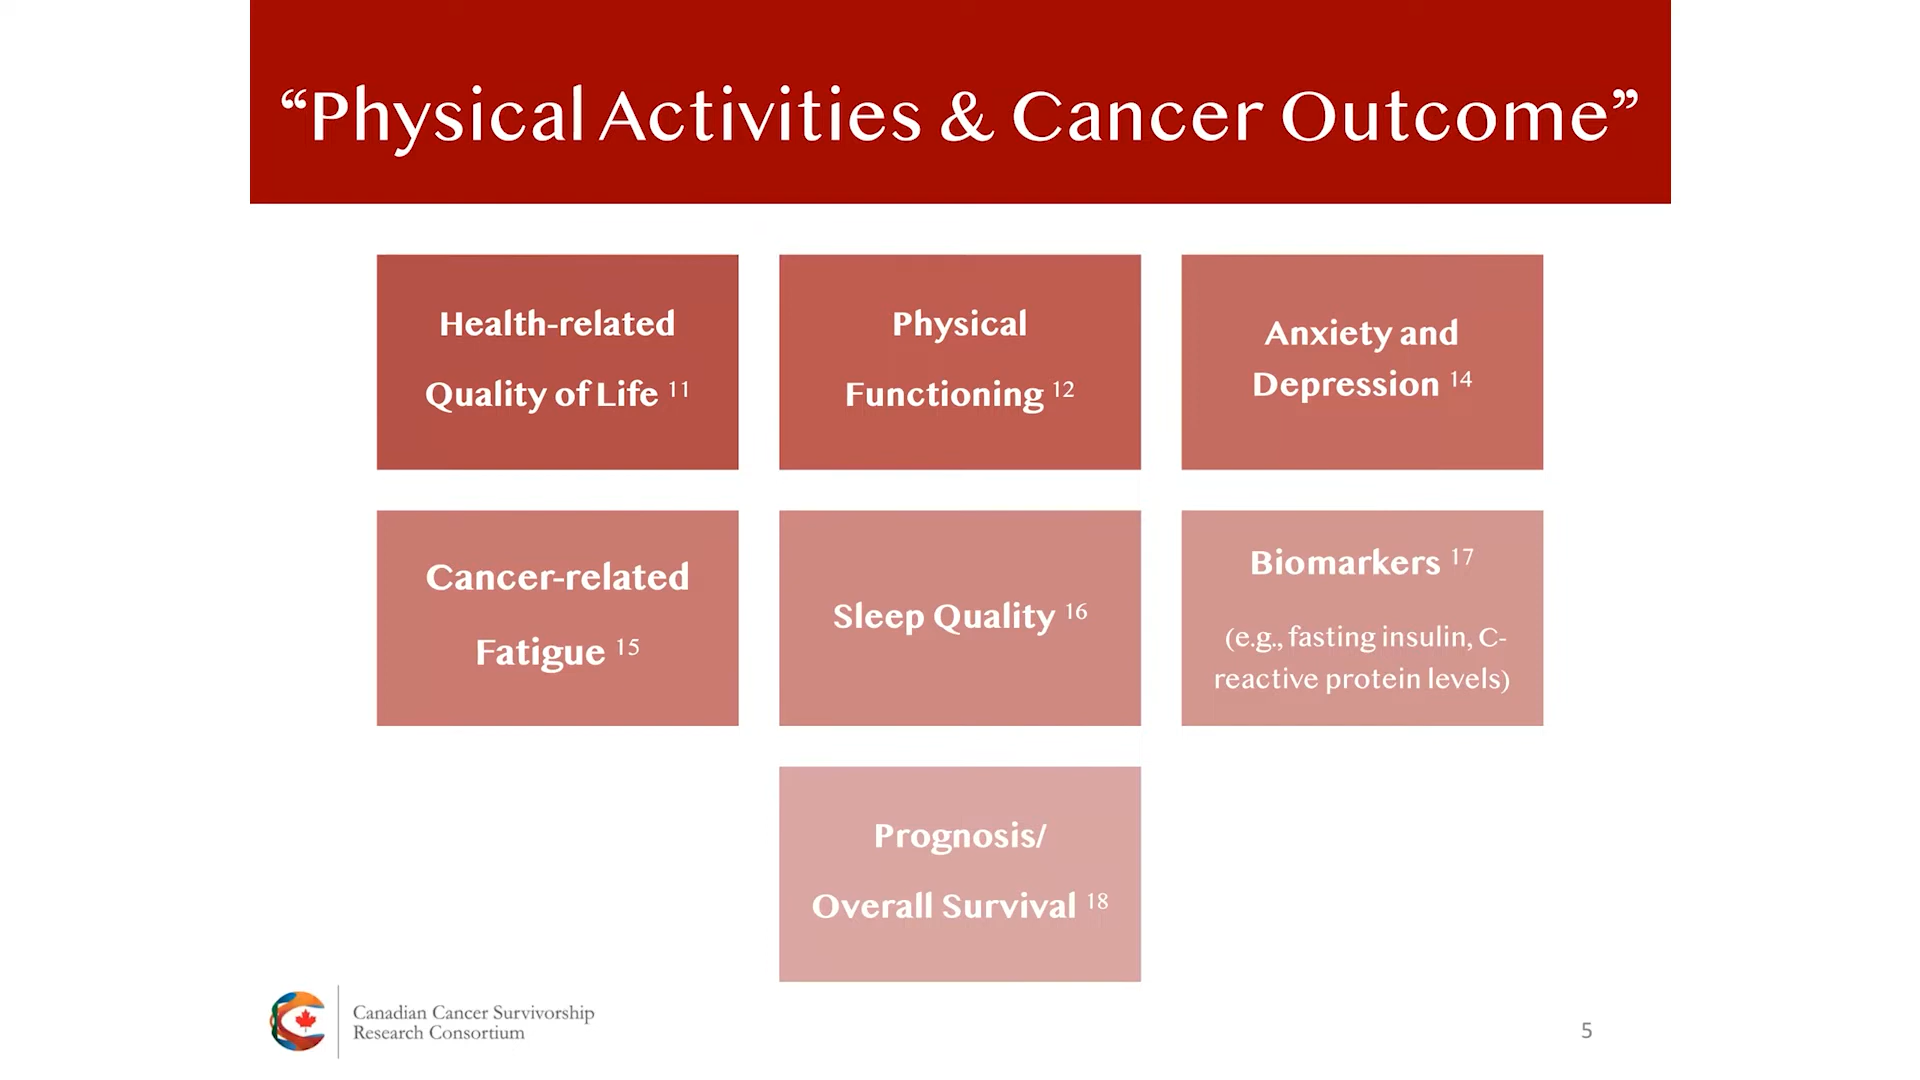 “Physical Activities & Cancer Outcome”
Health-related
Quality of Life 11
Physical
Functioning 12
Anxiety and
Depression 14
Cancer-related
Fatigue 15
Sleep Quality 16
Biomarkers 17
(e.g., fasting insulin, C-
reactive protein levels)
Prognosis/
Overall Survival 18
Canadian Cancer Survivorship
Research Consortium
5